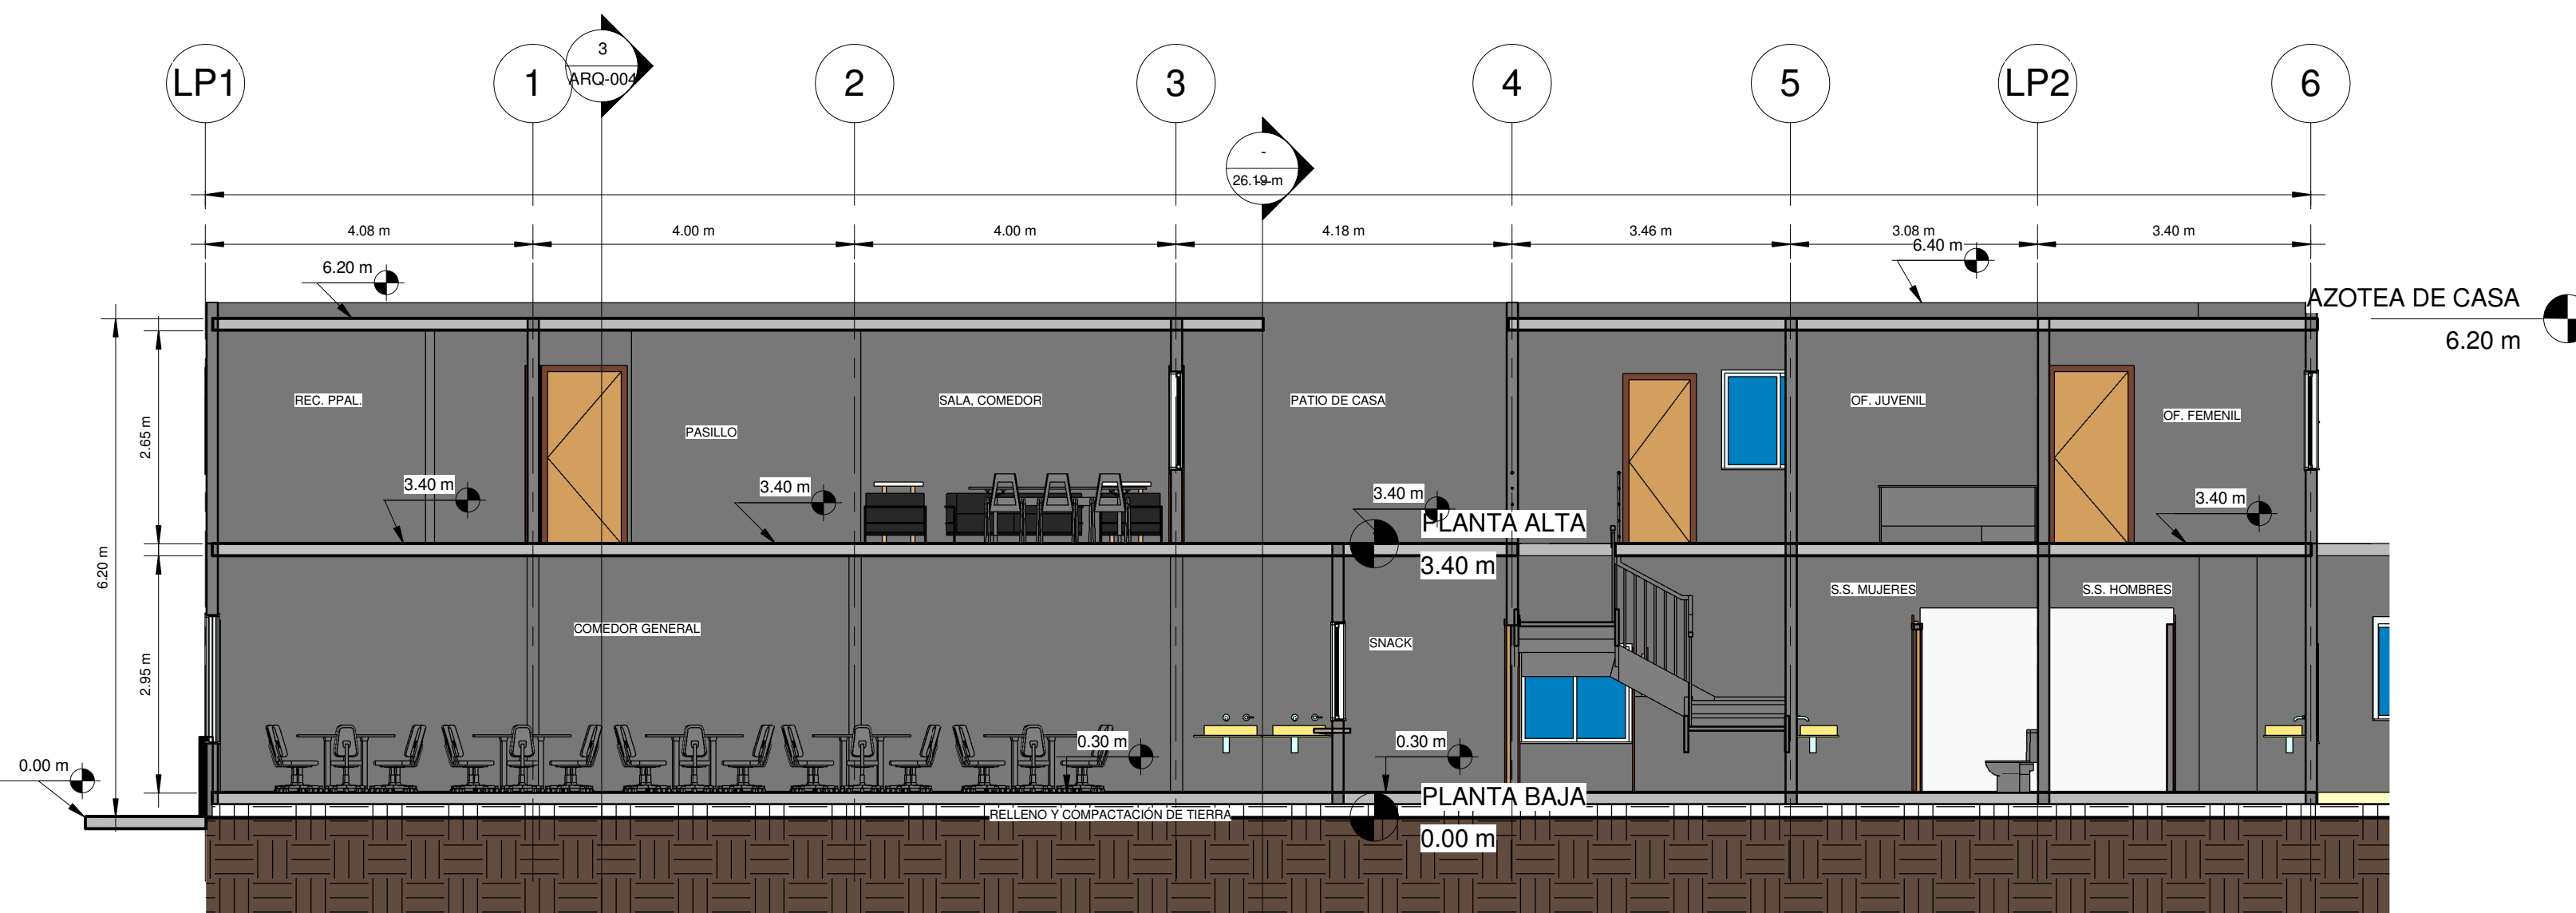 LP1
1
3
ARQ-004
2
3
4
5
LP2
6
-
26.19 m
4.08 m
4.00 m
4.00 m
4.18 m
3.46 m
3.08 m
3.40 m
6.20 m
6.40 m
AZOTEA DE CASA
6.20 m
REC. PPAL.
PASILLO
SALA, COMEDOR
PATIO DE CASA
OF. JUVENIL
OF. FEMENIL
2.65 m
3.40 m
3.40 m
3.40 m
3.40 m
PLANTA ALTA
3.40 m
6.20 m
2.95 m
COMEDOR GENERAL
SNACK
S.S. MUJERES
S.S. HOMBRES
0.30 m
0.30 m
0.00 m
PLANTA BAJA
0.00 m
RELLENO Y COMPACTACIÓN DE TIERRA